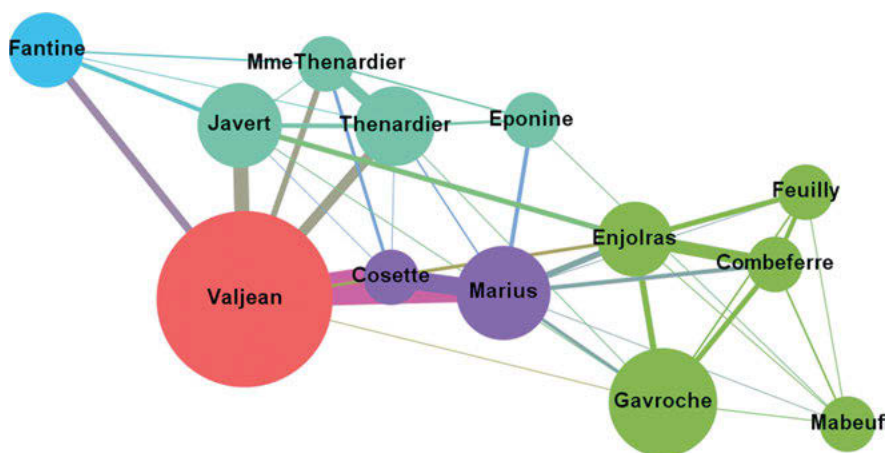 Fantine
MmeThenardier
Javert
Thenardier
Eponine
Feuilly
Enjolras
Combeferre
Cosette
Valjean
Marius
Gavroche
Mabeuf